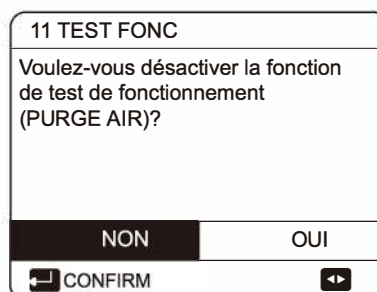 11 TEST FONC
Voulez-vous désactiver la fonction
de test de fonctionnement
(PURGE AIR)?
NON OUI
CONFIRM